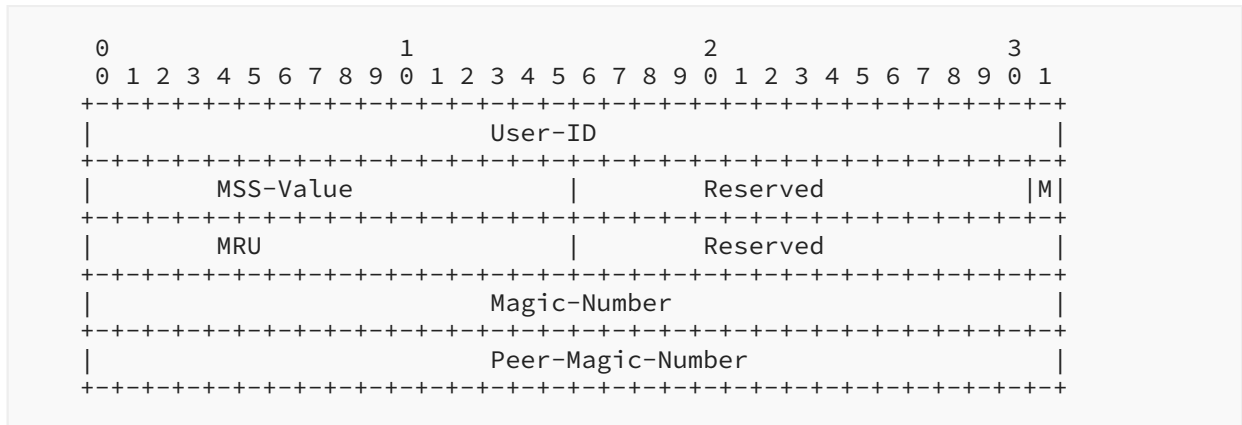 0                   1                   2                   3
 0 1 2 3 4 5 6 7 8 9 0 1 2 3 4 5 6 7 8 9 0 1 2 3 4 5 6 7 8 9 0 1
+-+-+-+-+-+-+-+-+-+-+-+-+-+-+-+-+-+-+-+-+-+-+-+-+-+-+-+-+-+-+-+-+
|                          User-ID                              |
+-+-+-+-+-+-+-+-+-+-+-+-+-+-+-+-+-+-+-+-+-+-+-+-+-+-+-+-+-+-+-+-+
|        MSS-Value              |        Reserved             |M|
+-+-+-+-+-+-+-+-+-+-+-+-+-+-+-+-+-+-+-+-+-+-+-+-+-+-+-+-+-+-+-+-+
|        MRU                    |        Reserved               |
+-+-+-+-+-+-+-+-+-+-+-+-+-+-+-+-+-+-+-+-+-+-+-+-+-+-+-+-+-+-+-+-+
|                          Magic-Number                         |
+-+-+-+-+-+-+-+-+-+-+-+-+-+-+-+-+-+-+-+-+-+-+-+-+-+-+-+-+-+-+-+-+
|                          Peer-Magic-Number                    |
+-+-+-+-+-+-+-+-+-+-+-+-+-+-+-+-+-+-+-+-+-+-+-+-+-+-+-+-+-+-+-+-+